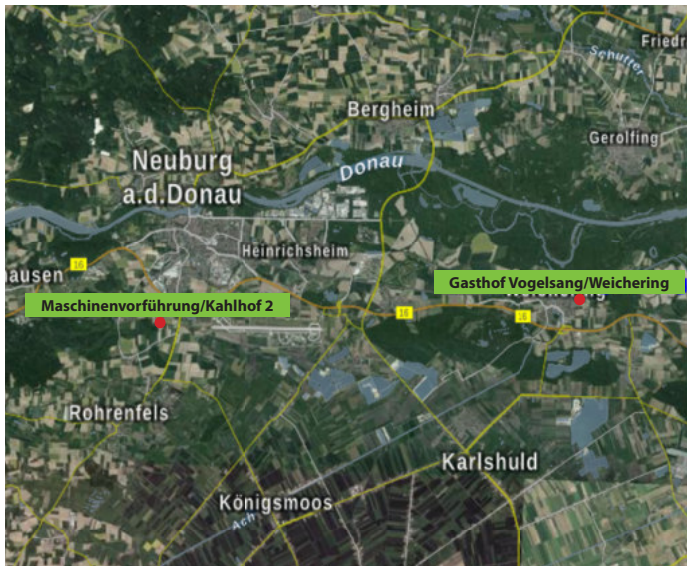 Friedr
Schutter
Bergheim
Gerolfing
Neuburg
a.d.Donau
Donau
Heinrichsheim
hausen
16
Gasthof Vogelsang/Weichering
Maschinenvorführung/Kahlhof 2
16
16
Rohrenfels
Karlshuld
Königsmoos
Ach